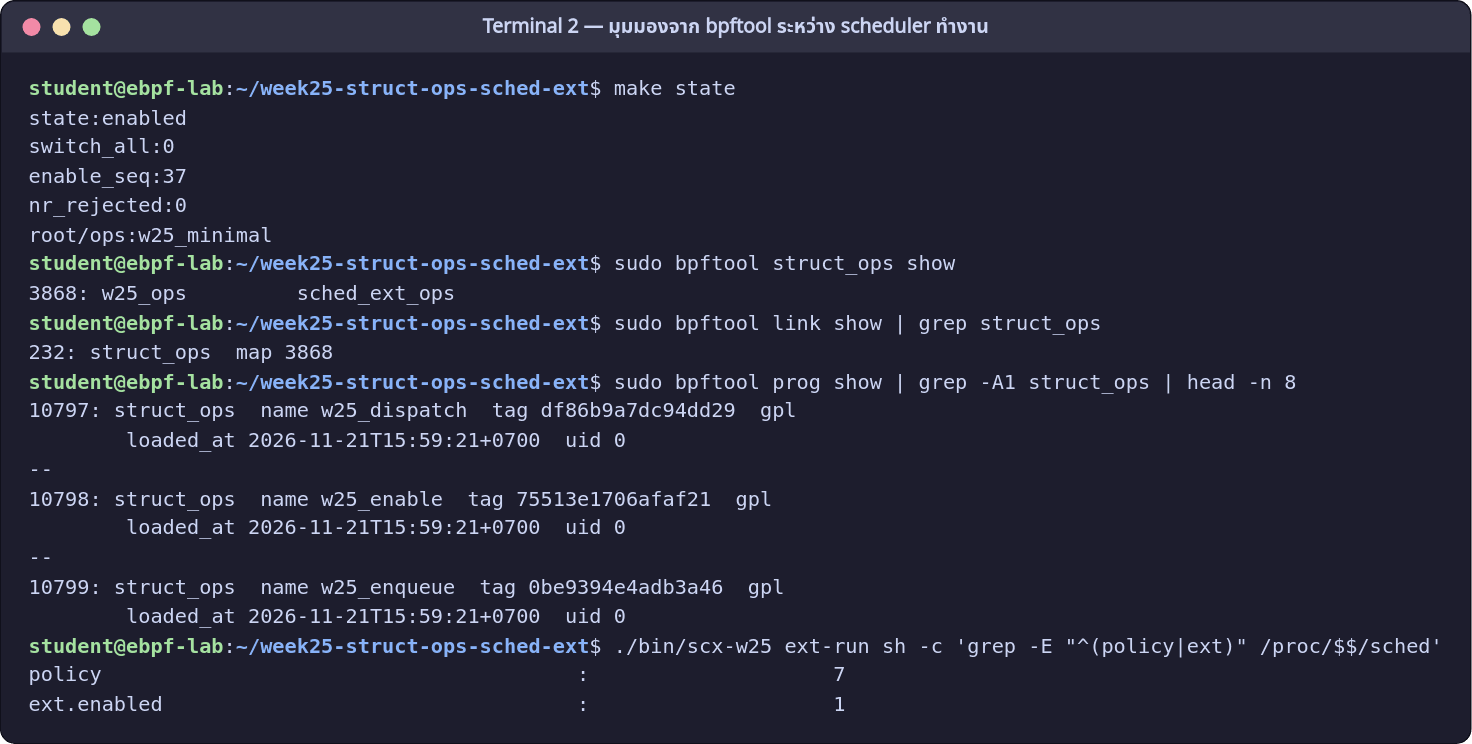 Terminal 2 — มุมมองจาก bpftool ระหว่าง scheduler ทำงาน
student@ebpf-lab:~/week25-struct-ops-sched-ext$ make state
state:enabled
switch_all:0
enable_seq:37
nr_rejected:0
root/ops:w25_minimal
student@ebpf-lab:~/week25-struct-ops-sched-ext$ sudo bpftool struct_ops show
3868: w25_ops         sched_ext_ops
student@ebpf-lab:~/week25-struct-ops-sched-ext$ sudo bpftool link show | grep struct_ops
232: struct_ops  map 3868
student@ebpf-lab:~/week25-struct-ops-sched-ext$ sudo bpftool prog show | grep -A1 struct_ops | head -n 8
10797: struct_ops  name w25_dispatch  tag df86b9a7dc94dd29  gpl
        loaded_at 2026-11-21T15:59:21+0700  uid 0
--
10798: struct_ops  name w25_enable  tag 75513e1706afaf21  gpl
        loaded_at 2026-11-21T15:59:21+0700  uid 0
--
10799: struct_ops  name w25_enqueue  tag 0be9394e4adb3a46  gpl
        loaded_at 2026-11-21T15:59:21+0700  uid 0
student@ebpf-lab:~/week25-struct-ops-sched-ext$ ./bin/scx-w25 ext-run sh -c 'grep -E "^(policy|ext)" /proc/$$/sched'
policy                                       :                    7
ext.enabled                                  :                    1